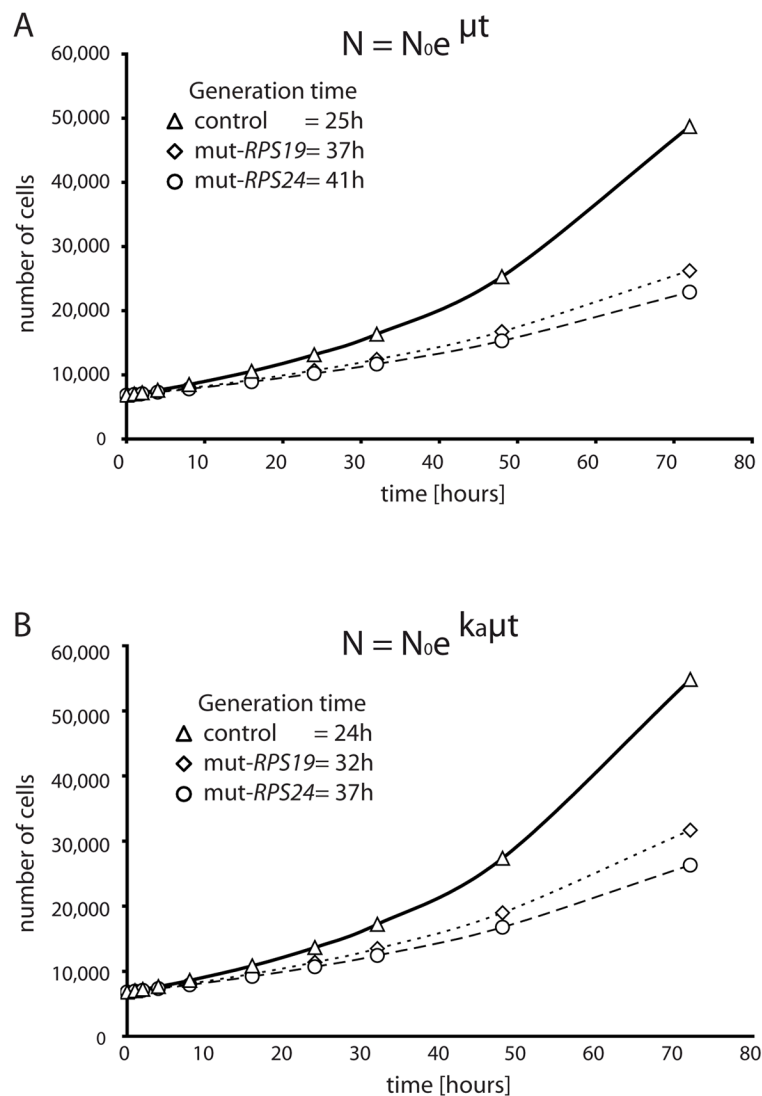 A
N = N₀e µt
Generation time
control = 25h
mut-RPS19= 37h
mut-RPS24= 41h
60,000
50,000
40,000
30,000
20,000
10,000
0
number of cells
0 10 20 30 40 50 60 70 80
time [hours]
B
N = N₀e kaµt
Generation time
control = 24h
mut-RPS19= 32h
mut-RPS24= 37h
60,000
50,000
40,000
30,000
20,000
10,000
0
number of cells
0 10 20 30 40 50 60 70 80
time [hours]